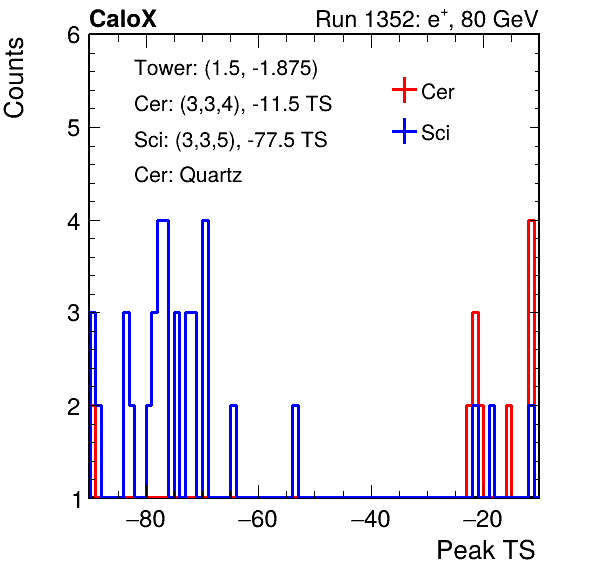 CaloX Run 1352: e⁺, 80 GeV
Counts
6
Tower: (1.5, -1.875)
Cer: (3,3,4), -11.5 TS
Sci: (3,3,5), -77.5 TS
Cer: Quartz
Cer
Sci
5
4
3
2
1
−80 −60 −40 −20
Peak TS